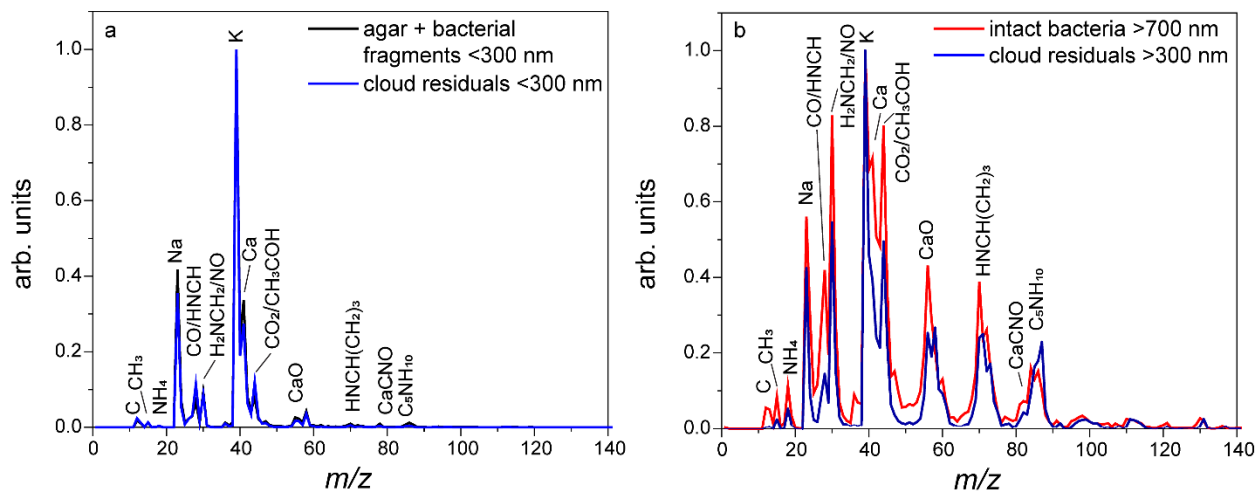 a
agar + bacterial
fragments <300 nm
cloud residuals <300 nm
K
1.0
0.8
0.6
0.4
0.2
0.0
arb. units
Na
CO/HNCH
H₂NCH₂/NO
Ca
CO₂/CH₃COH
C
CH₃
NH₄
CaO
HNCH(CH₂)₃
CaCNO
C₅NH₁₀
0 20 40 60 80 100 120 140
m/z
b
intact bacteria >700 nm
cloud residuals >300 nm
K
1.0
0.8
0.6
0.4
0.2
0.0
arb. units
CO/HNCH
H₂NCH₂/NO
Ca
CO₂/CH₃COH
Na
C
CH₃
NH₄
CaO
HNCH(CH₂)₃
CaCNO
C₅NH₁₀
0 20 40 60 80 100 120 140
m/z